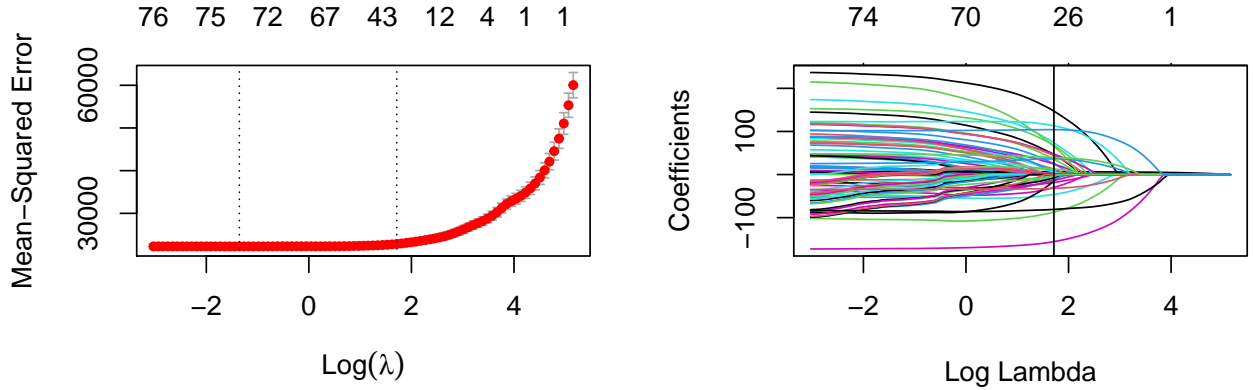 76 75 72 67 43 12 4 1 1
Mean−Squared Error
30000 60000
−2 0 2 4
Log(λ)
74 70 26 1
Coefficients
−100 100
−2 0 2 4
Log Lambda